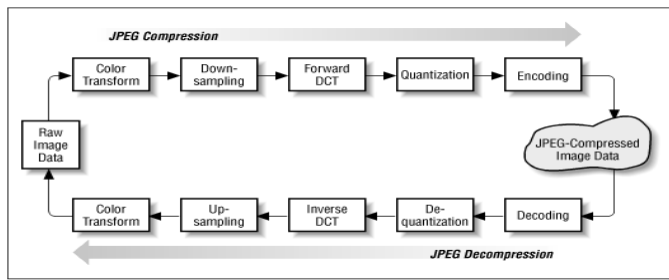 JPEG Compression
Color
Transform
Down-
sampling
Forward
DCT
Quantization
Encoding
Raw
Image
Data
JPEG-Compressed
Image Data
Color
Transform
Up-
sampling
Inverse
DCT
De-
quantization
Decoding
JPEG Decompression